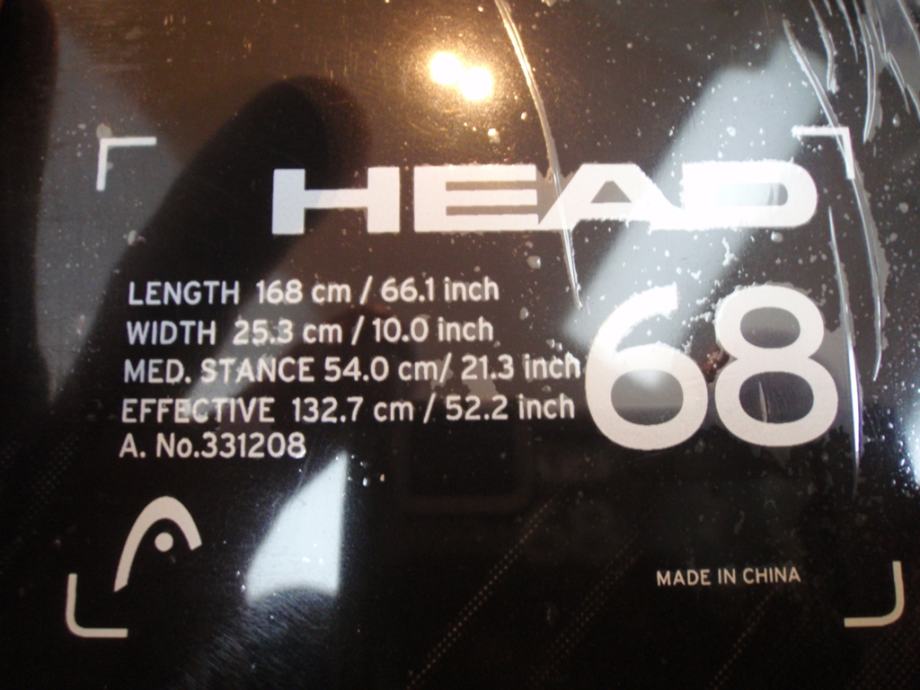 HEAD
LENGTH 168 cm / 66.1 inch
WIDTH 25.3 cm / 10.0 inch
MED. STANCE 54.0 cm/ 21.3 inch
EFFECTIVE 132.7 cm / 52.2 inch
A. No.331208
68
MADE IN CHINA